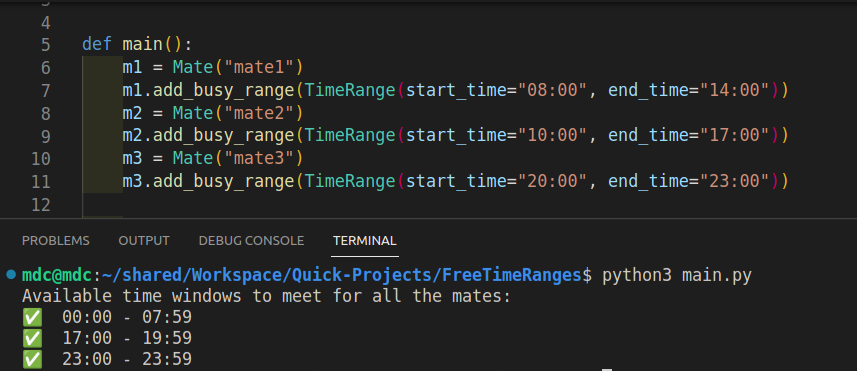 4
5 def main():
6     m1 = Mate("mate1")
7     m1.add_busy_range(TimeRange(start_time="08:00", end_time="14:00"))
8     m2 = Mate("mate2")
9     m2.add_busy_range(TimeRange(start_time="10:00", end_time="17:00"))
10     m3 = Mate("mate3")
11     m3.add_busy_range(TimeRange(start_time="20:00", end_time="23:00"))
12
PROBLEMS OUTPUT DEBUG CONSOLE TERMINAL
mdc@mdc:~/shared/Workspace/Quick-Projects/FreeTimeRanges$ python3 main.py
Available time windows to meet for all the mates:
✅ 00:00 - 07:59
✅ 17:00 - 19:59
✅ 23:00 - 23:59